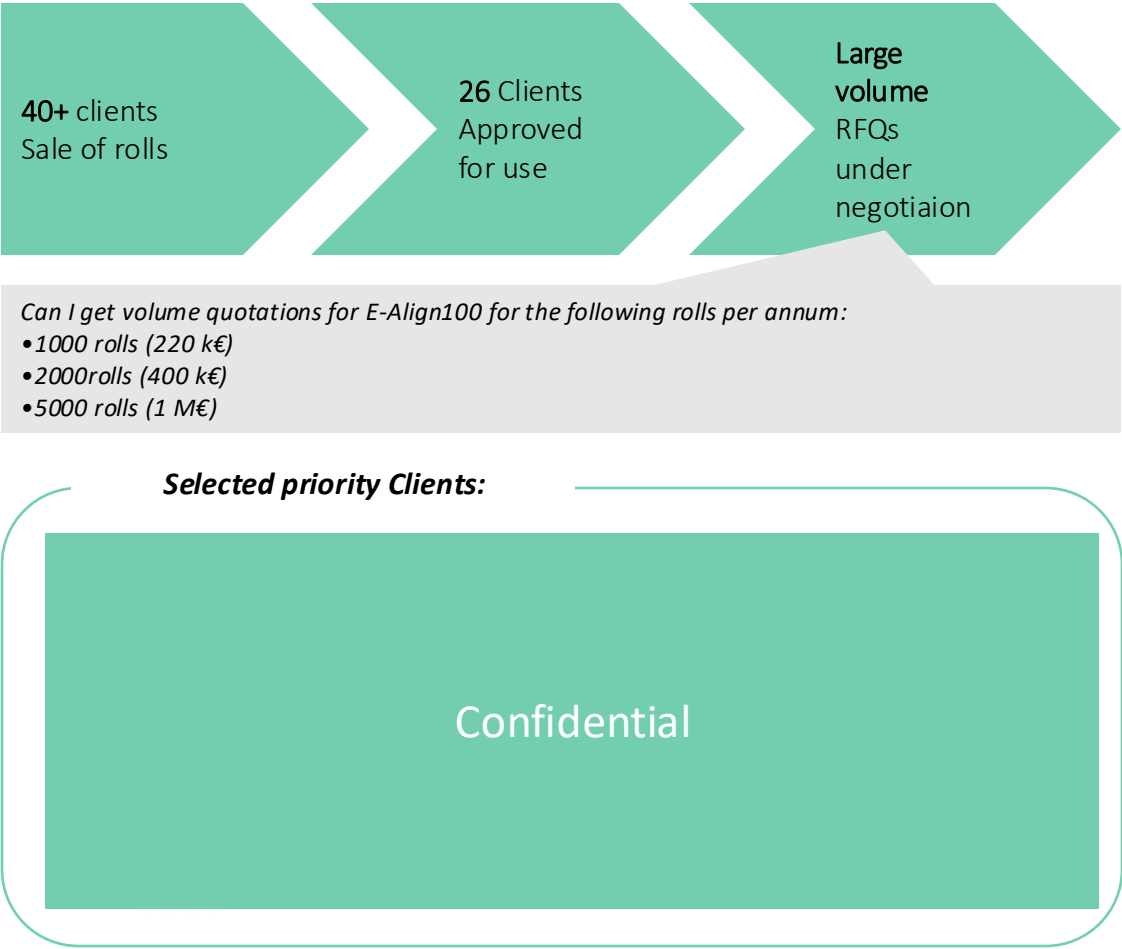 40+ clients
Sale of rolls
26 Clients
Approved
for use
Large
volume
RFQs
under
negotiaion
Can I get volume quotations for E-Align100 for the following rolls per annum:
•1000 rolls (220 k€)
•2000rolls (400 k€)
•5000 rolls (1 M€)
Selected priority Clients:
Confidential